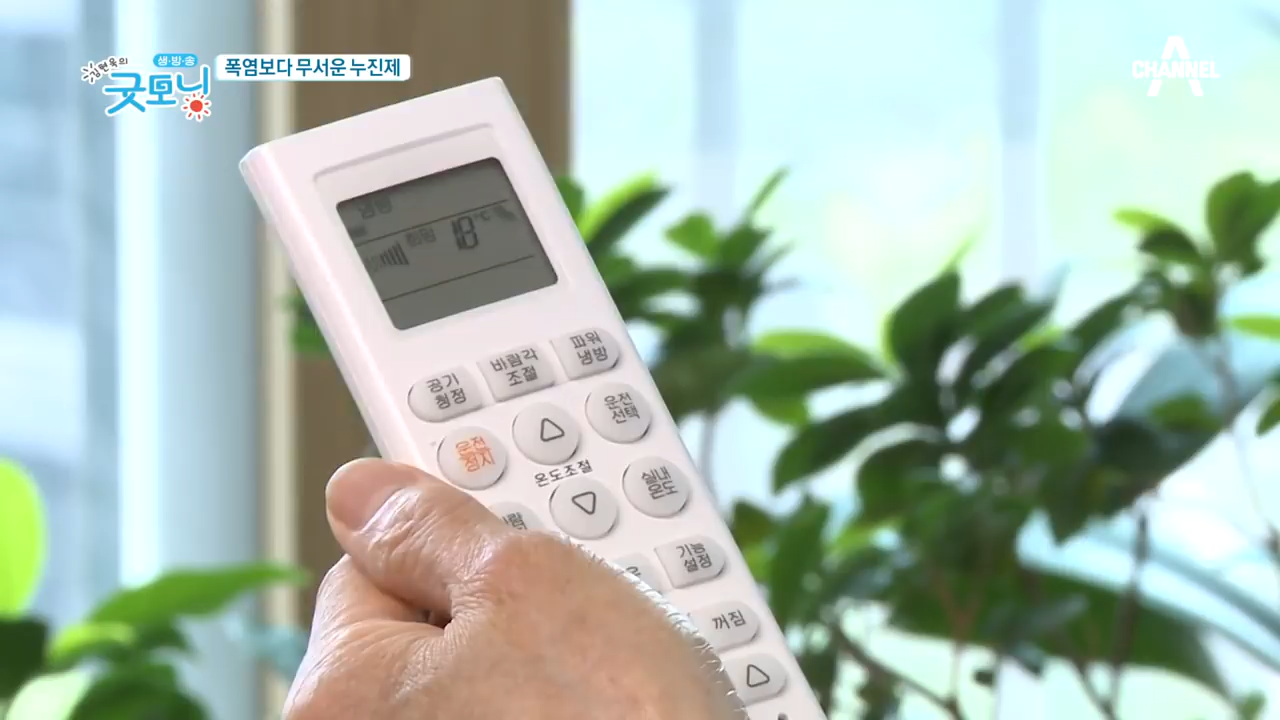 김현욱의
생·방·송
굿모닝
폭염보다 무서운 누진제
CHANNEL A
18°C
희망
공기
청정
바람각
조절
파워
냉방
운전
정지
운전
선택
온도조절
실내
온도
기능
설정
꺼짐